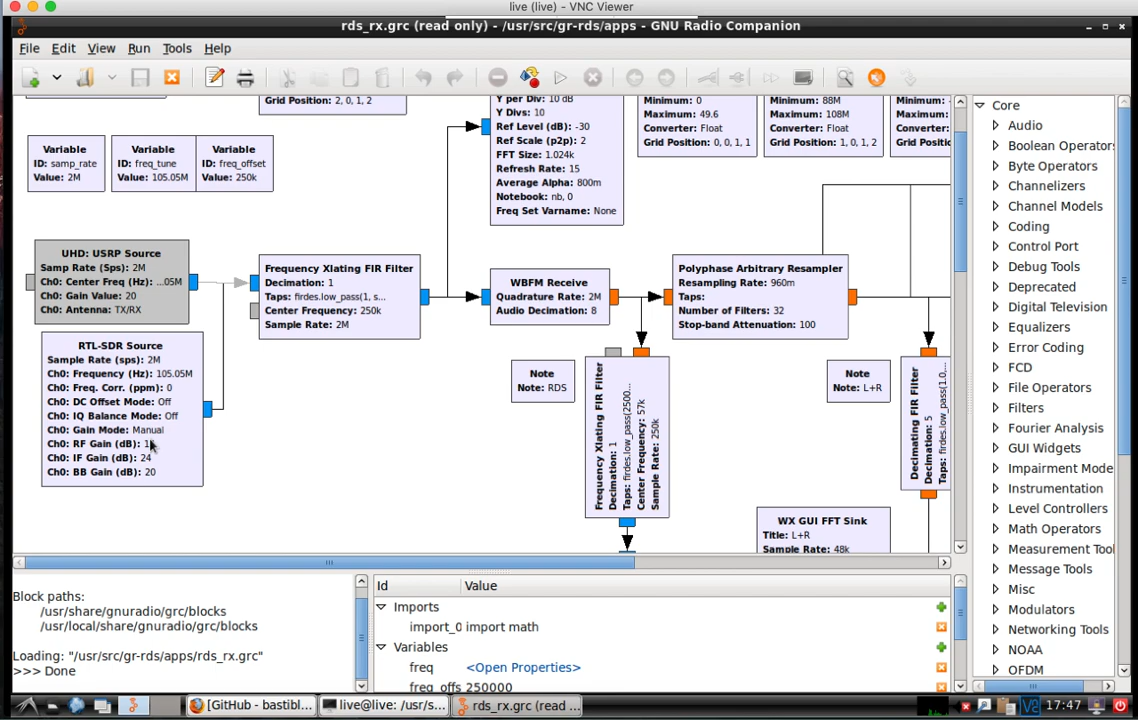 live (live) - VNC Viewer
rds_rx.grc (read only) - /usr/src/gr-rds/apps - GNU Radio Companion
File Edit View Run Tools Help
Grid Position: 2, 0, 1, 2
Y per Div: 10 dB
Y Divs: 10
Ref Level (dB): -30
Ref Scale (p2p): 2
FFT Size: 1.024k
Refresh Rate: 15
Average Alpha: 800m
Notebook: nb, 0
Freq Set Varname: None
Minimum: 0
Maximum: 49.6
Converter: Float
Grid Position: 0, 0, 1, 1
Minimum: 88M
Maximum: 108M
Converter: Float
Grid Position: 1, 0, 1, 2
Minimum:
Maximum:
Converter:
Grid Positio
Variable
ID: samp_rate
Value: 2M
Variable
ID: freq_tune
Value: 105.05M
Variable
ID: freq_offset
Value: 250k
UHD: USRP Source
Samp Rate (Sps): 2M
Ch0: Center Freq (Hz): ...05M
Ch0: Gain Value: 20
Ch0: Antenna: TX/RX
RTL-SDR Source
Sample Rate (sps): 2M
Ch0: Frequency (Hz): 105.05M
Ch0: Freq. Corr. (ppm): 0
Ch0: DC Offset Mode: Off
Ch0: IQ Balance Mode: Off
Ch0: Gain Mode: Manual
Ch0: RF Gain (dB):
Ch0: IF Gain (dB): 24
Ch0: BB Gain (dB): 20
Frequency Xlating FIR Filter
Decimation: 1
Taps: firdes.low_pass(1, s...
Center Frequency: 250k
Sample Rate: 2M
WBFM Receive
Quadrature Rate: 2M
Audio Decimation: 8
Polyphase Arbitrary Resampler
Resampling Rate: 960m
Taps:
Number of Filters: 32
Stop-band Attenuation: 100
Note
Note: RDS
Frequency Xlating FIR Filter
Decimation: 1
Taps: firdes.low_pass(2500...
Center Frequency: 57k
Sample Rate: 250k
Note
Note: L+R
Decimating FIR Filter
Decimation: 5
Taps: firdes.low_pass(1.0,...
WX GUI FFT Sink
Title: L+R
Sample Rate: 48k
Core
Audio
Boolean Operators
Byte Operators
Channelizers
Channel Models
Coding
Control Port
Debug Tools
Deprecated
Digital Television
Equalizers
Error Coding
FCD
File Operators
Filters
Fourier Analysis
GUI Widgets
Impairment Mode
Instrumentation
Level Controllers
Math Operators
Measurement Tool
Message Tools
Misc
Modulators
Networking Tools
NOAA
OFDM
Block paths:
/usr/share/gnuradio/grc/blocks
/usr/local/share/gnuradio/grc/blocks
Loading: "/usr/src/gr-rds/apps/rds_rx.grc"
>>> Done
Id Value
Imports
import_0 import math
Variables
freq <Open Properties>
freq_offs 250000
[GitHub - bastibl... live@live: /usr/s... rds_rx.grc (read ... 17:47